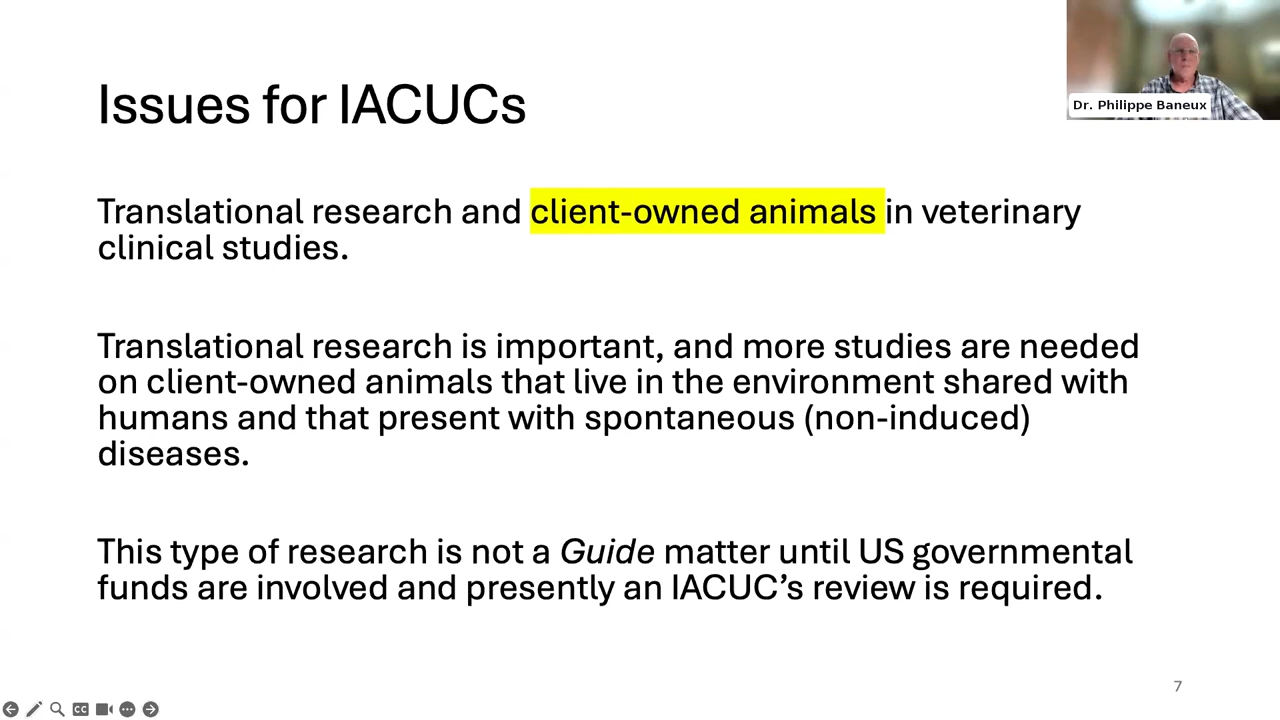 Issues for IACUCs
Dr. Philippe Baneux
Translational research and client-owned animals in veterinary
clinical studies.
Translational research is important, and more studies are needed
on client-owned animals that live in the environment shared with
humans and that present with spontaneous (non-induced)
diseases.
This type of research is not a Guide matter until US governmental
funds are involved and presently an IACUC’s review is required.
7
CC